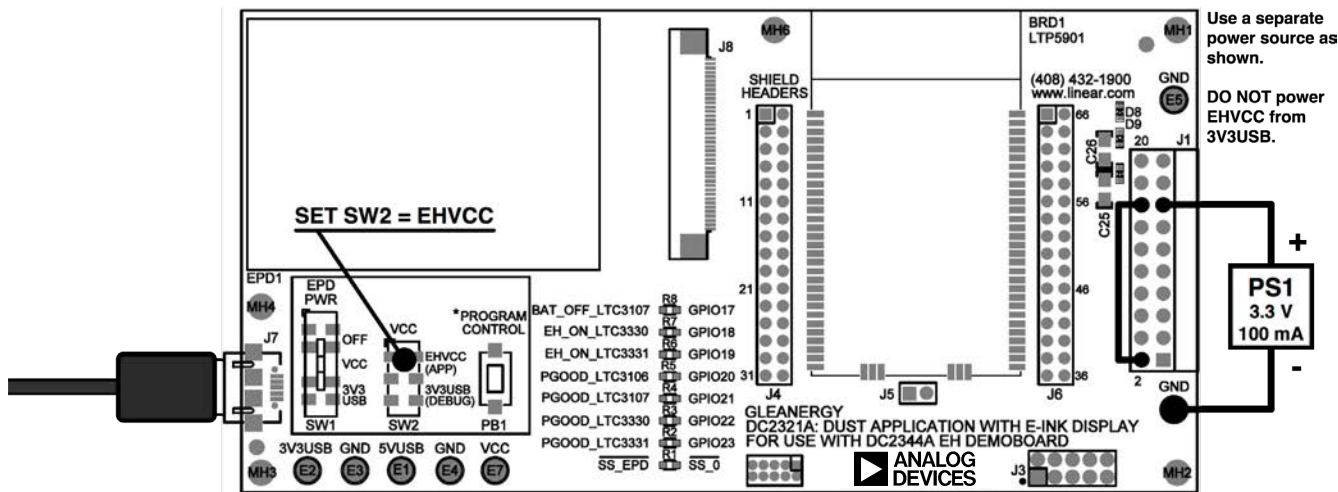 Use a separate
power source as
shown.
DO NOT power
EHVCC from
3V3USB.
BRD1
LTP5901
MH6
MH1
J8
SHIELD
HEADERS
(408) 432-1900
www.linear.com
GND
E5
1
11
21
31
66
56
46
36
D8
D9
C26
C25
20
J1
2
SET SW2 = EHVCC
+
PS1
3.3 V
100 mA
-
GND
EPD1
MH4
J7
EPD
PWR
OFF
VCC
3V3
USB
SW1
VCC
EHVCC
(APP)
3V3USB
(DEBUG)
SW2
*PROGRAM
CONTROL
PB1
BAT_OFF_LTC3107 R8 GPIO17
EH_ON_LTC3330 R7 GPIO18
EH_ON_LTC3331 R6 GPIO19
PGOOD_LTC3106 R5 GPIO20
PGOOD_LTC3107 R4 GPIO21
PGOOD_LTC3330 R3 GPIO22
PGOOD_LTC3331 R2 GPIO23
SS_EPD R1 SS_0
J4
J5
J6
GLEANERGY
DC2321A: DUST APPLICATION WITH E-INK DISPLAY
FOR USE WITH DC2344A EH DEMOBOARD
3V3USB GND 5VUSB GND VCC
MH3 E2 E3 E1 E4 E7
ANALOG
DEVICES
J3
MH2